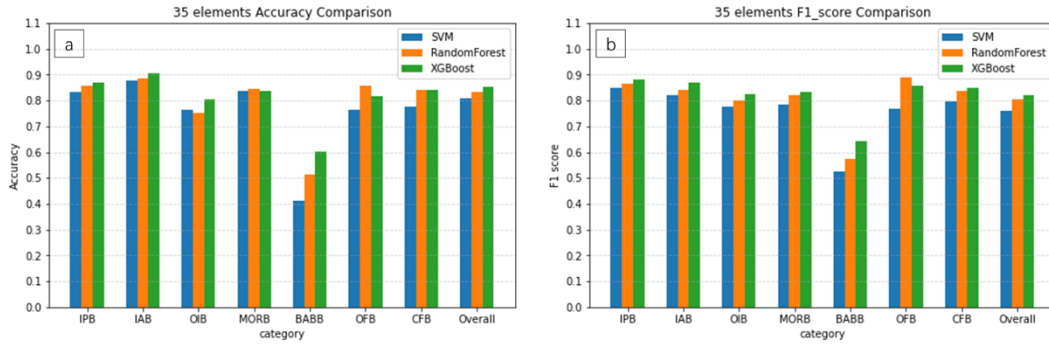 35 elements Accuracy Comparison
a
SVM
RandomForest
XGBoost
Accuracy
1.1
1.0
0.9
0.8
0.7
0.6
0.5
0.4
0.3
0.2
0.1
0.0
IPB IAB OIB MORB BABB OFB CFB Overall
category
35 elements F1_score Comparison
b
SVM
RandomForest
XGBoost
F1 score
1.1
1.0
0.9
0.8
0.7
0.6
0.5
0.4
0.3
0.2
0.1
0.0
IPB IAB OIB MORB BABB OFB CFB Overall
category